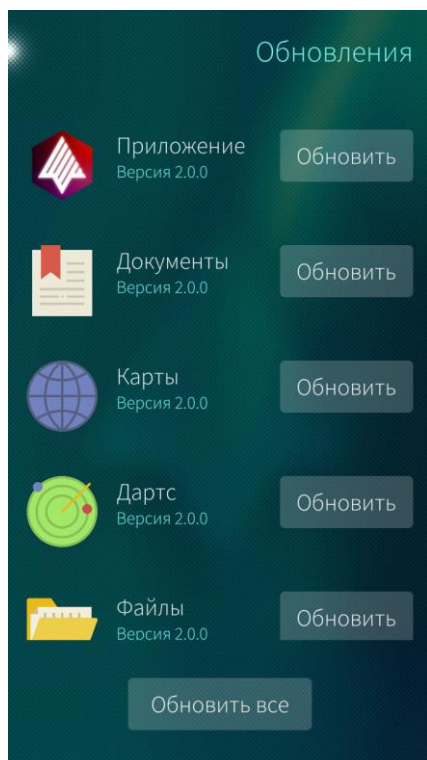 Обновления
Приложение
Версия 2.0.0
Обновить
Документы
Версия 2.0.0
Обновить
Карты
Версия 2.0.0
Обновить
Дартс
Версия 2.0.0
Обновить
Файлы
Версия 2.0.0
Обновить
Обновить все